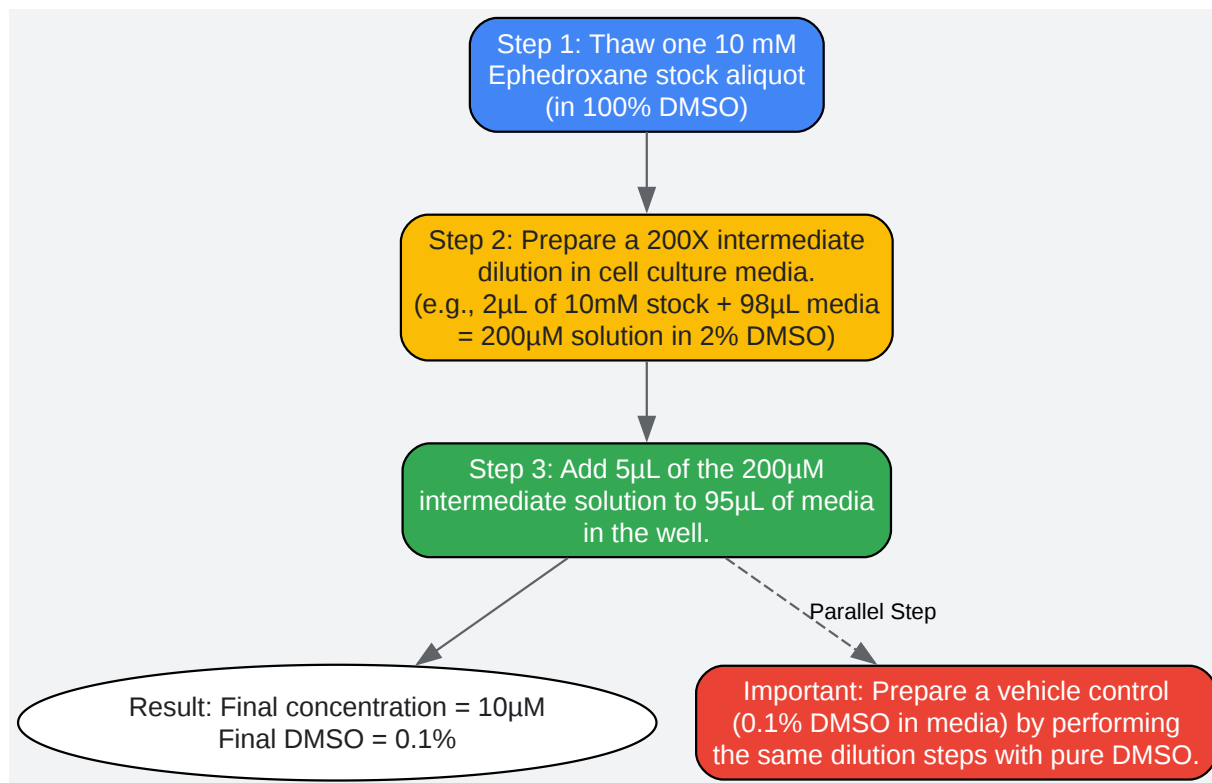 Step 1: Thaw one 10 mM
Ephedroxane stock aliquot
(in 100% DMSO)
Step 2: Prepare a 200X intermediate
dilution in cell culture media.
(e.g., 2µL of 10mM stock + 98µL media
= 200µM solution in 2% DMSO)
Step 3: Add 5µL of the 200µM
intermediate solution to 95µL of media
in the well.
Parallel Step
Result: Final concentration = 10µM
Final DMSO = 0.1%
Important: Prepare a vehicle control
(0.1% DMSO in media) by performing
the same dilution steps with pure DMSO.